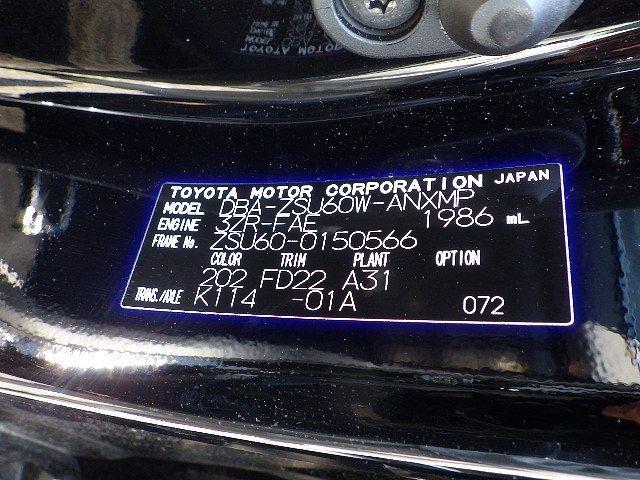 TOYOTA MOTOR CORPORATION JAPAN
MODEL DBA-ZSU60W-ANXMP
ENGINE 3ZR-FAE 1986 mL
FRAME No. ZSU60-0150566
COLOR TRIM PLANT OPTION
202 FD22 A31
TRANS./AXLE K114 -01A 072